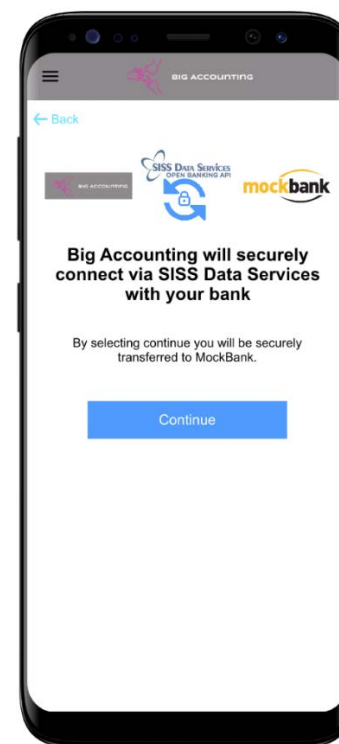 BIG ACCOUNTING
← Back
BIG ACCOUNTING
SISS DATA SERVICES
OPEN BANKING API
mockbank
Big Accounting will securely
connect via SISS Data Services
with your bank
By selecting continue you will be securely
transferred to MockBank.
Continue